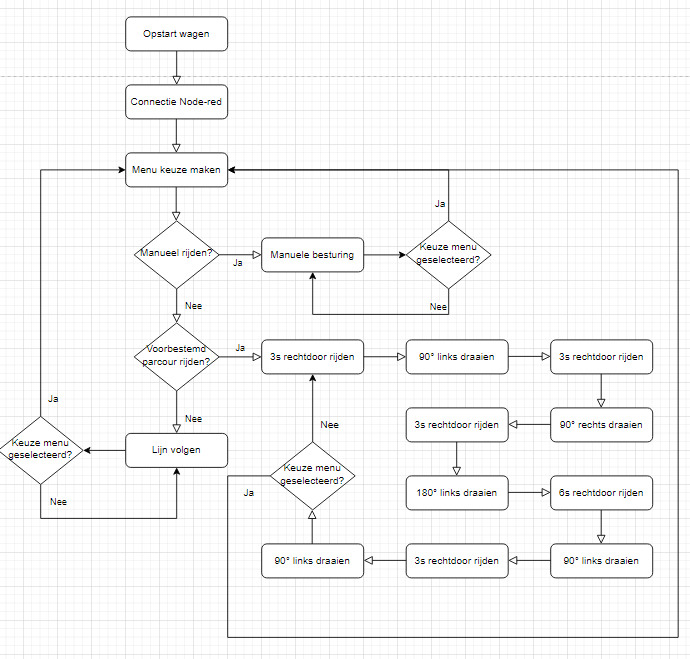 Opstart wagen
Connectie Node-red
Menu keuze maken
Ja
Manueel rijden?
Ja
Manuele besturing
Keuze menu
geselecteerd?
Nee
Nee
Voorbestemd
parcour rijden?
Ja
3s rechtdoor rijden
90° links draaien
3s rechtdoor rijden
Ja
Nee
Nee
3s rechtdoor rijden
90° rechts draaien
Keuze menu
geselecteerd?
Lijn volgen
Keuze menu
geselecteerd?
Ja
Nee
180° links draaien
6s rechtdoor rijden
90° links draaien
3s rechtdoor rijden
90° links draaien